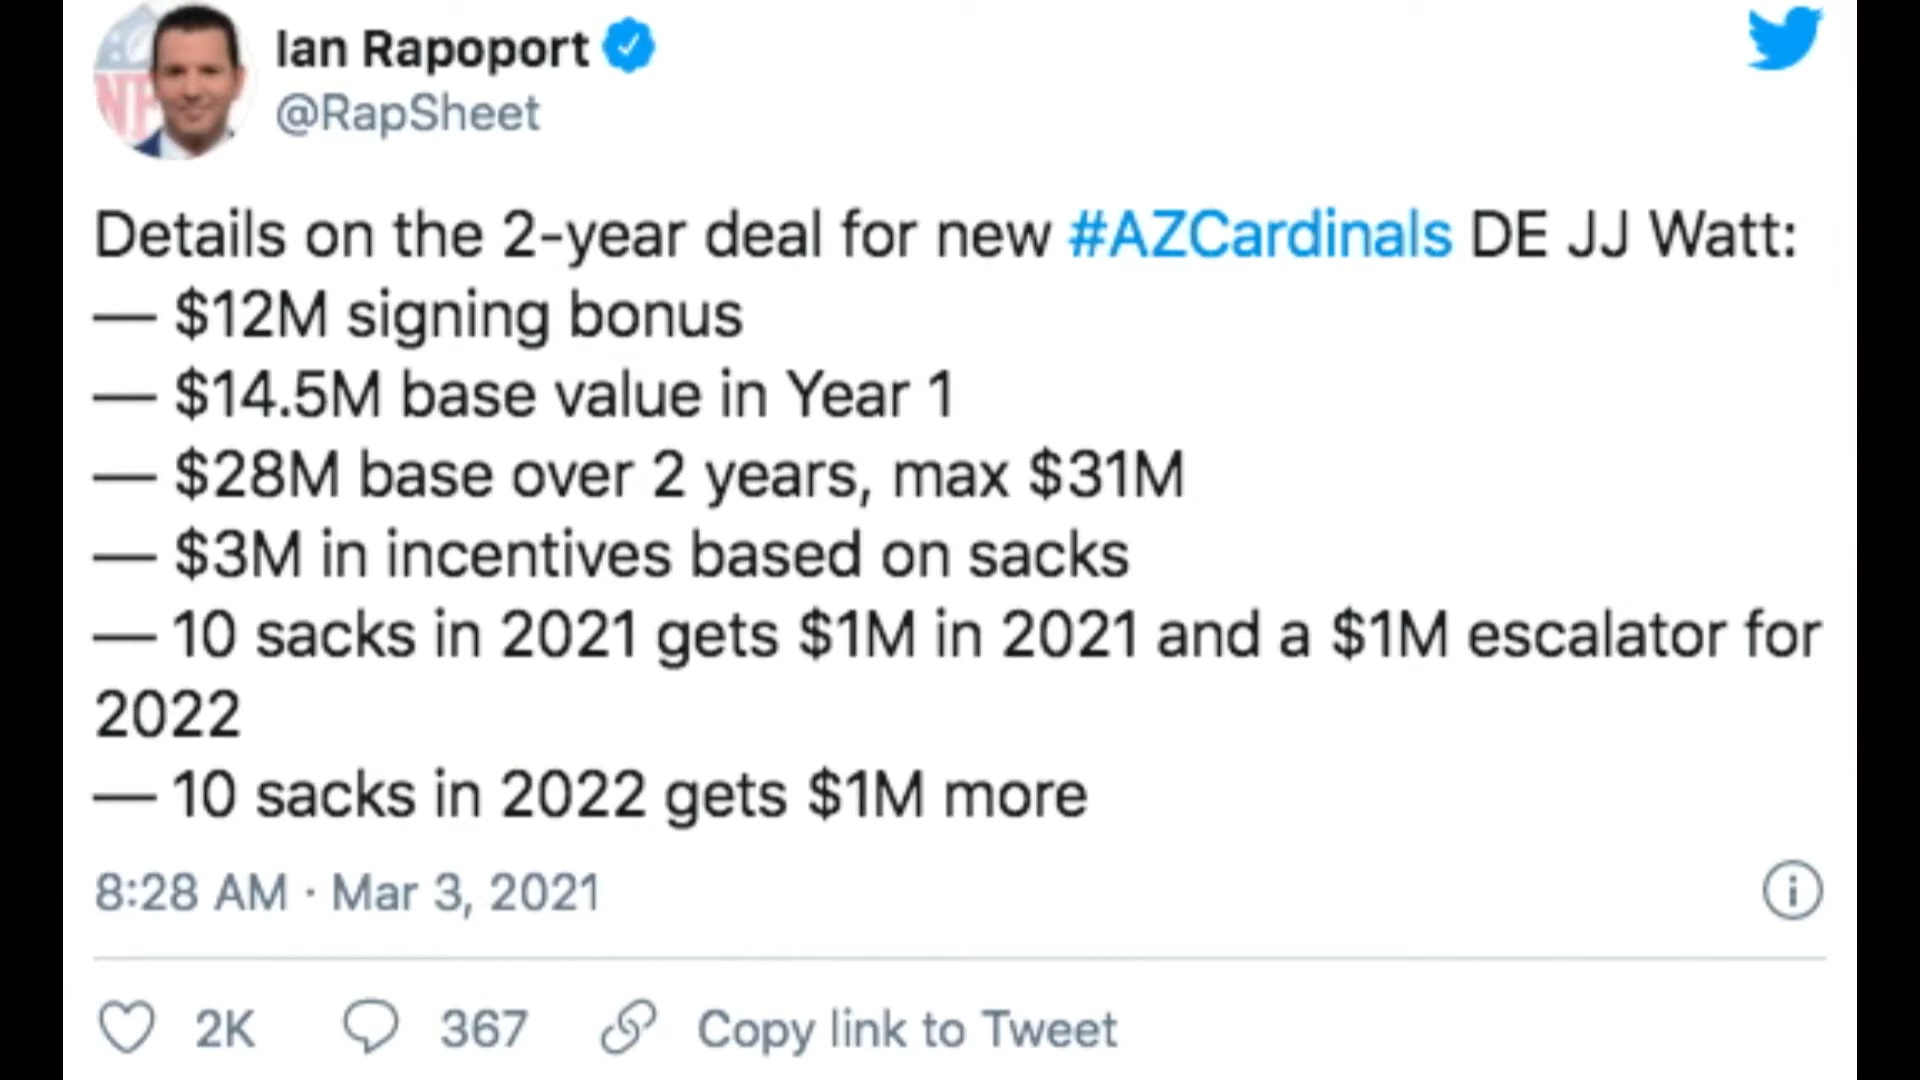 Ian Rapoport
@RapSheet
Details on the 2-year deal for new #AZCardinals DE JJ Watt:
— $12M signing bonus
— $14.5M base value in Year 1
— $28M base over 2 years, max $31M
— $3M in incentives based on sacks
— 10 sacks in 2021 gets $1M in 2021 and a $1M escalator for
2022
— 10 sacks in 2022 gets $1M more
8:28 AM · Mar 3, 2021
2K 367 Copy link to Tweet